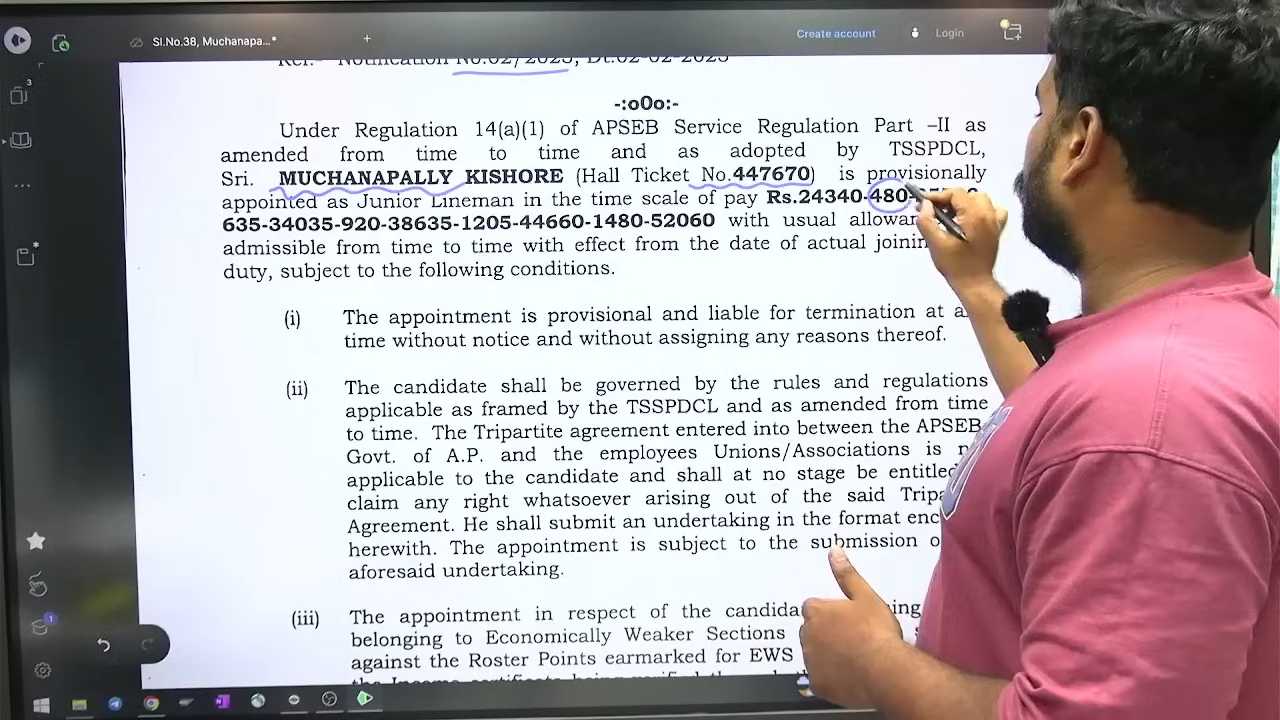 Sl.No.38, Muchanapa...*
+
Create account
Login
Ref:- Notification No.02/2023, Dt.02-02-2023
-:o0o:-
Under Regulation 14(a)(1) of APSEB Service Regulation Part –II as
amended from time to time and as adopted by TSSPDCL,
Sri. MUCHANAPALLY KISHORE (Hall Ticket No.447670) is provisionally
appointed as Junior Lineman in the time scale of pay Rs.24340-480-
635-34035-920-38635-1205-44660-1480-52060 with usual
admissible from time to time with effect from the date of actual
duty, subject to the following conditions.
(i) The appointment is provisional and liable for termination at
time without notice and without assigning any reasons thereof.
(ii) The candidate shall be governed by the rules and regulations
applicable as framed by the TSSPDCL and as amended from time
to time. The Tripartite agreement entered into between the APSEB
Govt. of A.P. and the employees Unions/Associations is
applicable to the candidate and shall at no stage be entitled
claim any right whatsoever arising out of the said
Agreement. He shall submit an undertaking in the format
herewith. The appointment is subject to the submission
aforesaid undertaking.
(iii) The appointment in respect of the
belonging to Economically Weaker Sections
against the Roster Points earmarked for EWS
3
1